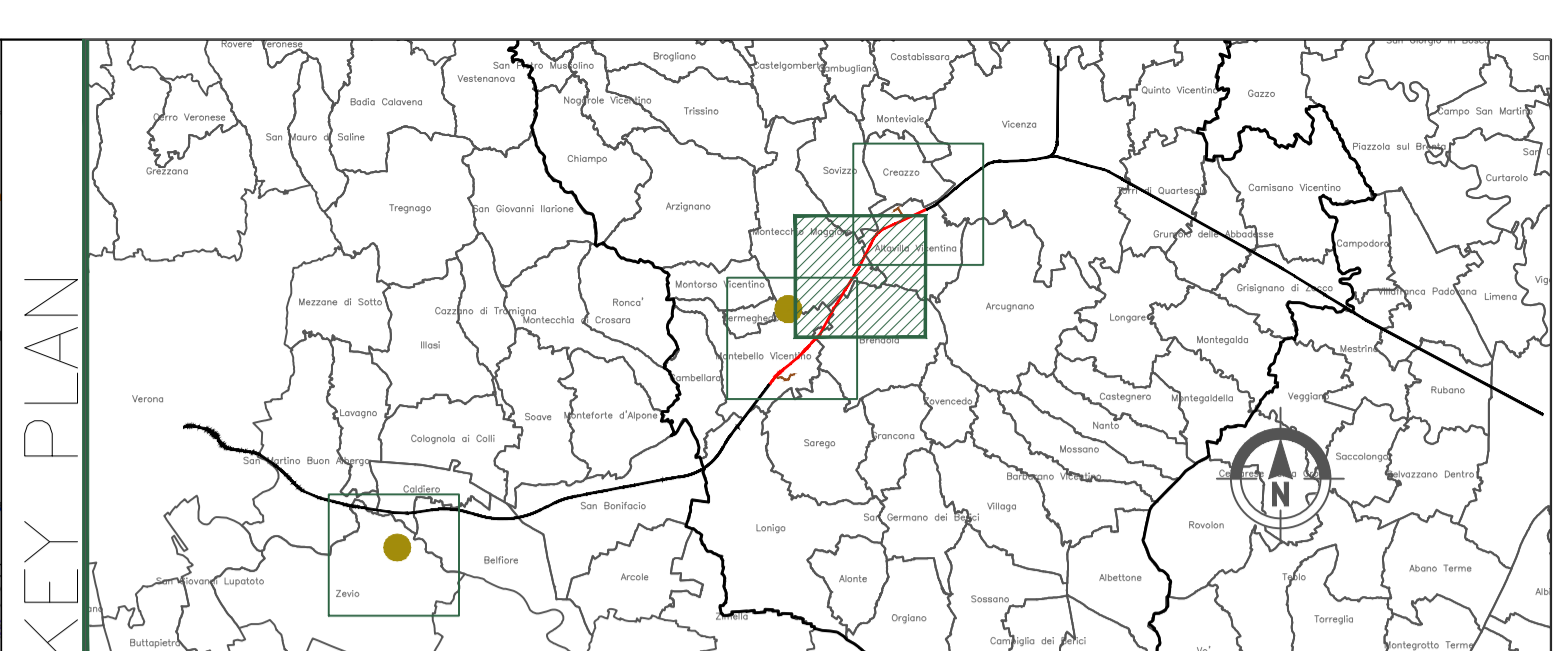 KEY PLAN
Rovere' Veronese
San Pietro Mussolino
Brogliano
Castelgomberto
Costabissara
Gambugliano
Vestenanova
Badia Calavena
Nogarole Vicentino
Trissino
Quinto Vicentino
Gazzo
Campo San Martino
Cerro Veronese
San Mauro di Saline
Monteviale
Vicenza
Piazzola sul Brenta
Chiampo
Grezzana
Sovizzo
Creazzo
Curtarolo
Torri di Quartesolo
Camisano Vicentino
Tregnago
San Giovanni Ilarione
Arzignano
Montecchio Maggiore
Grumolo delle Abbadesse
Altavilla Vicentina
Campodoro
Montorso Vicentino
Grisignano di Zocco
Villafranca Padovana
Limena
Mezzane di Sotto
Ronca'
Cazzano di Tramigna
Montecchia di Crosara
Arcugnano
Longare
Illasi
Brendola
Montegalda
Mestrino
Montebello Vicentino
Gambellara
Rubano
Verona
Castegnero
Montegaldella
Zovencedo
Lavagno
Soave
Monteforte d'Alpone
Nanto
Colognola ai Colli
Sarego
Grancona
Mossano
Saccolonga
San Martino Buon Albergo
Barbarano Vicentino
Selvazzano Dentro
Caldiero
N
San Bonifacio
Villaga
San Germano dei Berici
Lonigo
Rovolon
Belfiore
San Giovanni Lupatoto
Arcole
Alonte
Albettone
Teolo
Abano Terme
Zevio
Sossano
Zimella
Orgiano
Torreglia
Buttapietra
Campiglia dei Berici
Montegrotto Terme
Vo'